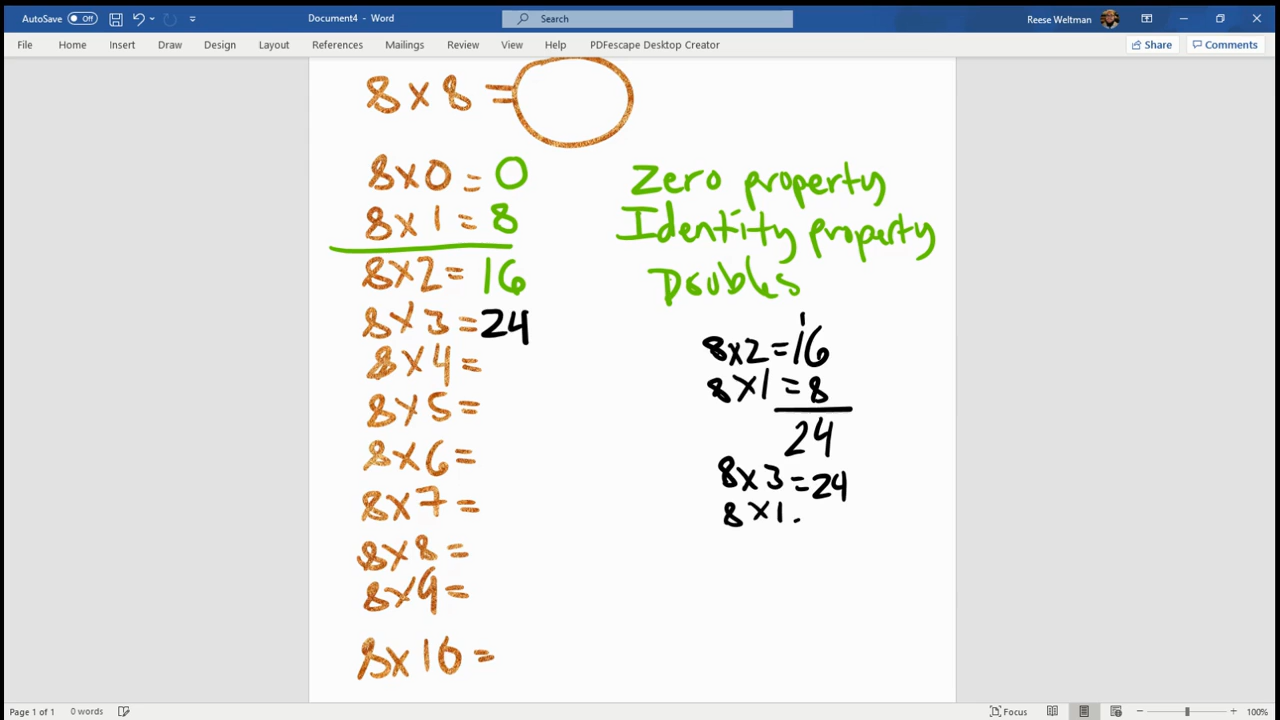 AutoSave Off Document4 - Word Search Reese Weltman
File Home Insert Draw Design Layout References Mailings Review View Help PDFescape Desktop Creator Share Comments
8x8=
8x0=0 Zero property
8x1=8 Identity property
8x2=16 Doubles
8x3=24
8x4=
8x5=
8x6=
8x7=
8x8=
8x9=
8x10=
1
8x2=16
8x1=8
24
8x3=24
8x1
Page 1 of 1 0 words Focus 100%